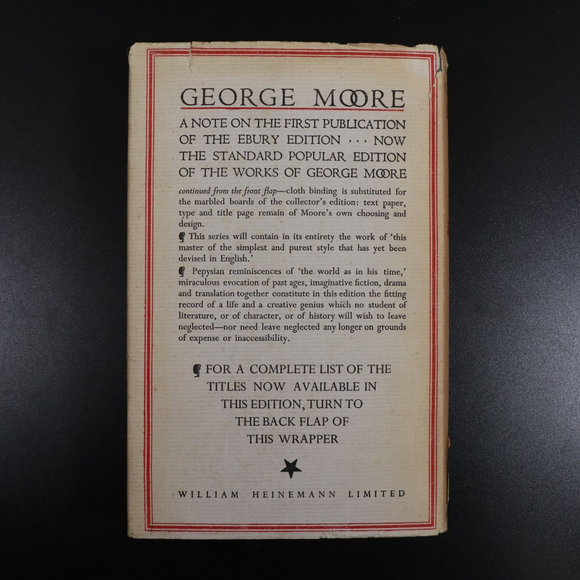 GEORGE MOORE
A NOTE ON THE FIRST PUBLICATION
OF THE EBURY EDITION ··· NOW
THE STANDARD POPULAR EDITION
OF THE WORKS OF GEORGE MOORE
continued from the front flap—cloth binding is substituted for
the marbled boards of the collector's edition: text paper,
type and title page remain of Moore's own choosing and
design.
¶ This series will contain in its entirety the work of 'this
master of the simplest and purest style that has yet been
devised in English.'
¶ Pepysian reminiscences of 'the world as in his time,'
miraculous evocation of past ages, imaginative fiction, drama
and translation together constitute in this edition the fitting
record of a life and a creative genius which no student of
literature, or of character, or of history will wish to leave
neglected—nor need leave neglected any longer on grounds
of expense or inaccessibility.
¶ FOR A COMPLETE LIST OF THE
TITLES NOW AVAILABLE IN
THIS EDITION, TURN TO
THE BACK FLAP OF
THIS WRAPPER
WILLIAM HEINEMANN LIMITED